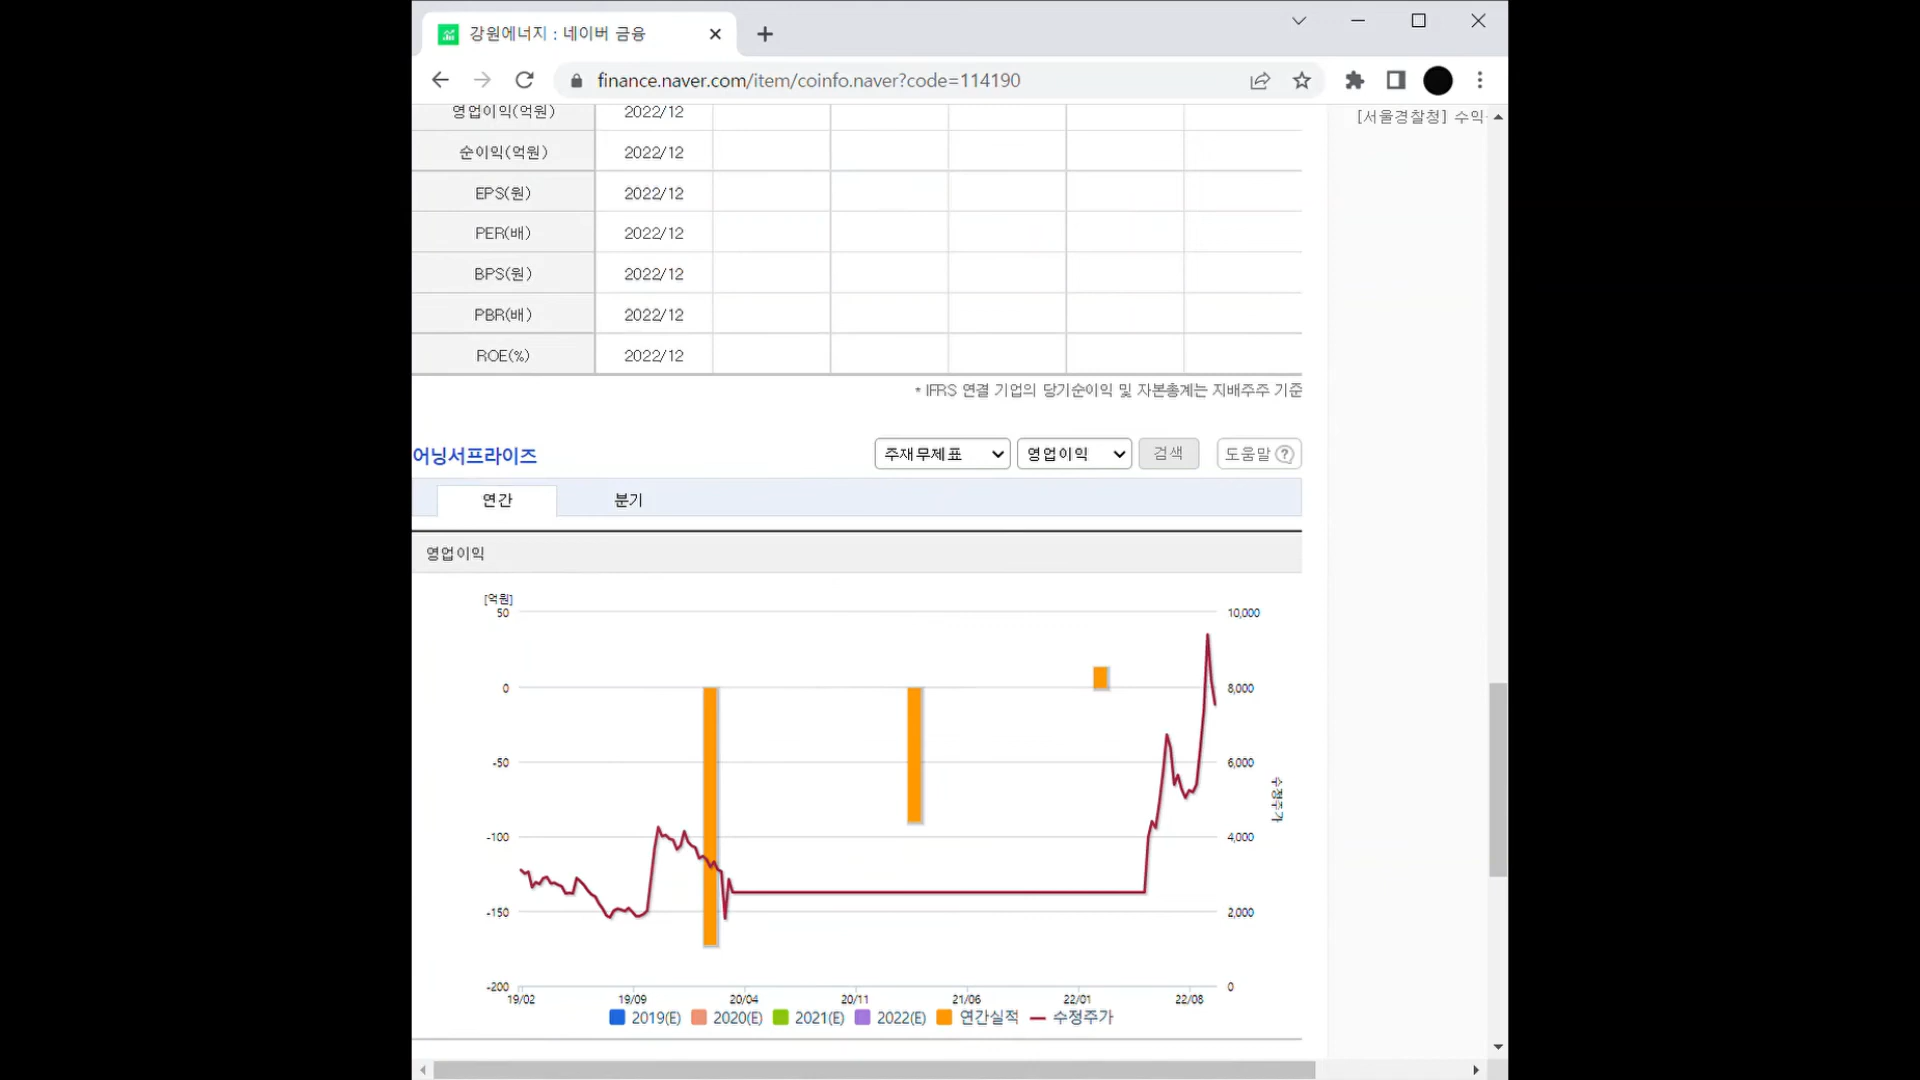 강원에너지 : 네이버 금융
finance.naver.com/item/coinfo.naver?code=114190
[서울경찰청] 수익
영업이익(억원) 2022/12
순이익(억원) 2022/12
EPS(원) 2022/12
PER(배) 2022/12
BPS(원) 2022/12
PBR(배) 2022/12
ROE(%) 2022/12
* IFRS 연결 기업의 당기순이익 및 자본총계는 지배주주 기준
어닝서프라이즈 주재무제표 영업이익 검색 도움말 ?
연간 분기
영업이익
[억원]
50 10,000
0 8,000
-50 6,000
수정주가
-100 4,000
-150 2,000
-200 0
19/02 19/09 20/04 20/11 21/06 22/01 22/08
2019(E) 2020(E) 2021(E) 2022(E) 연간실적 수정주가